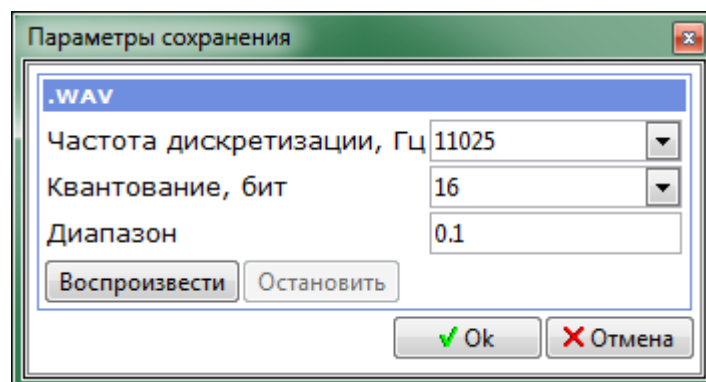 Параметры сохранения
.WAV
Частота дискретизации, Гц 11025
Квантование, бит 16
Диапазон 0.1
Воспроизвести Остановить
Ok Отмена